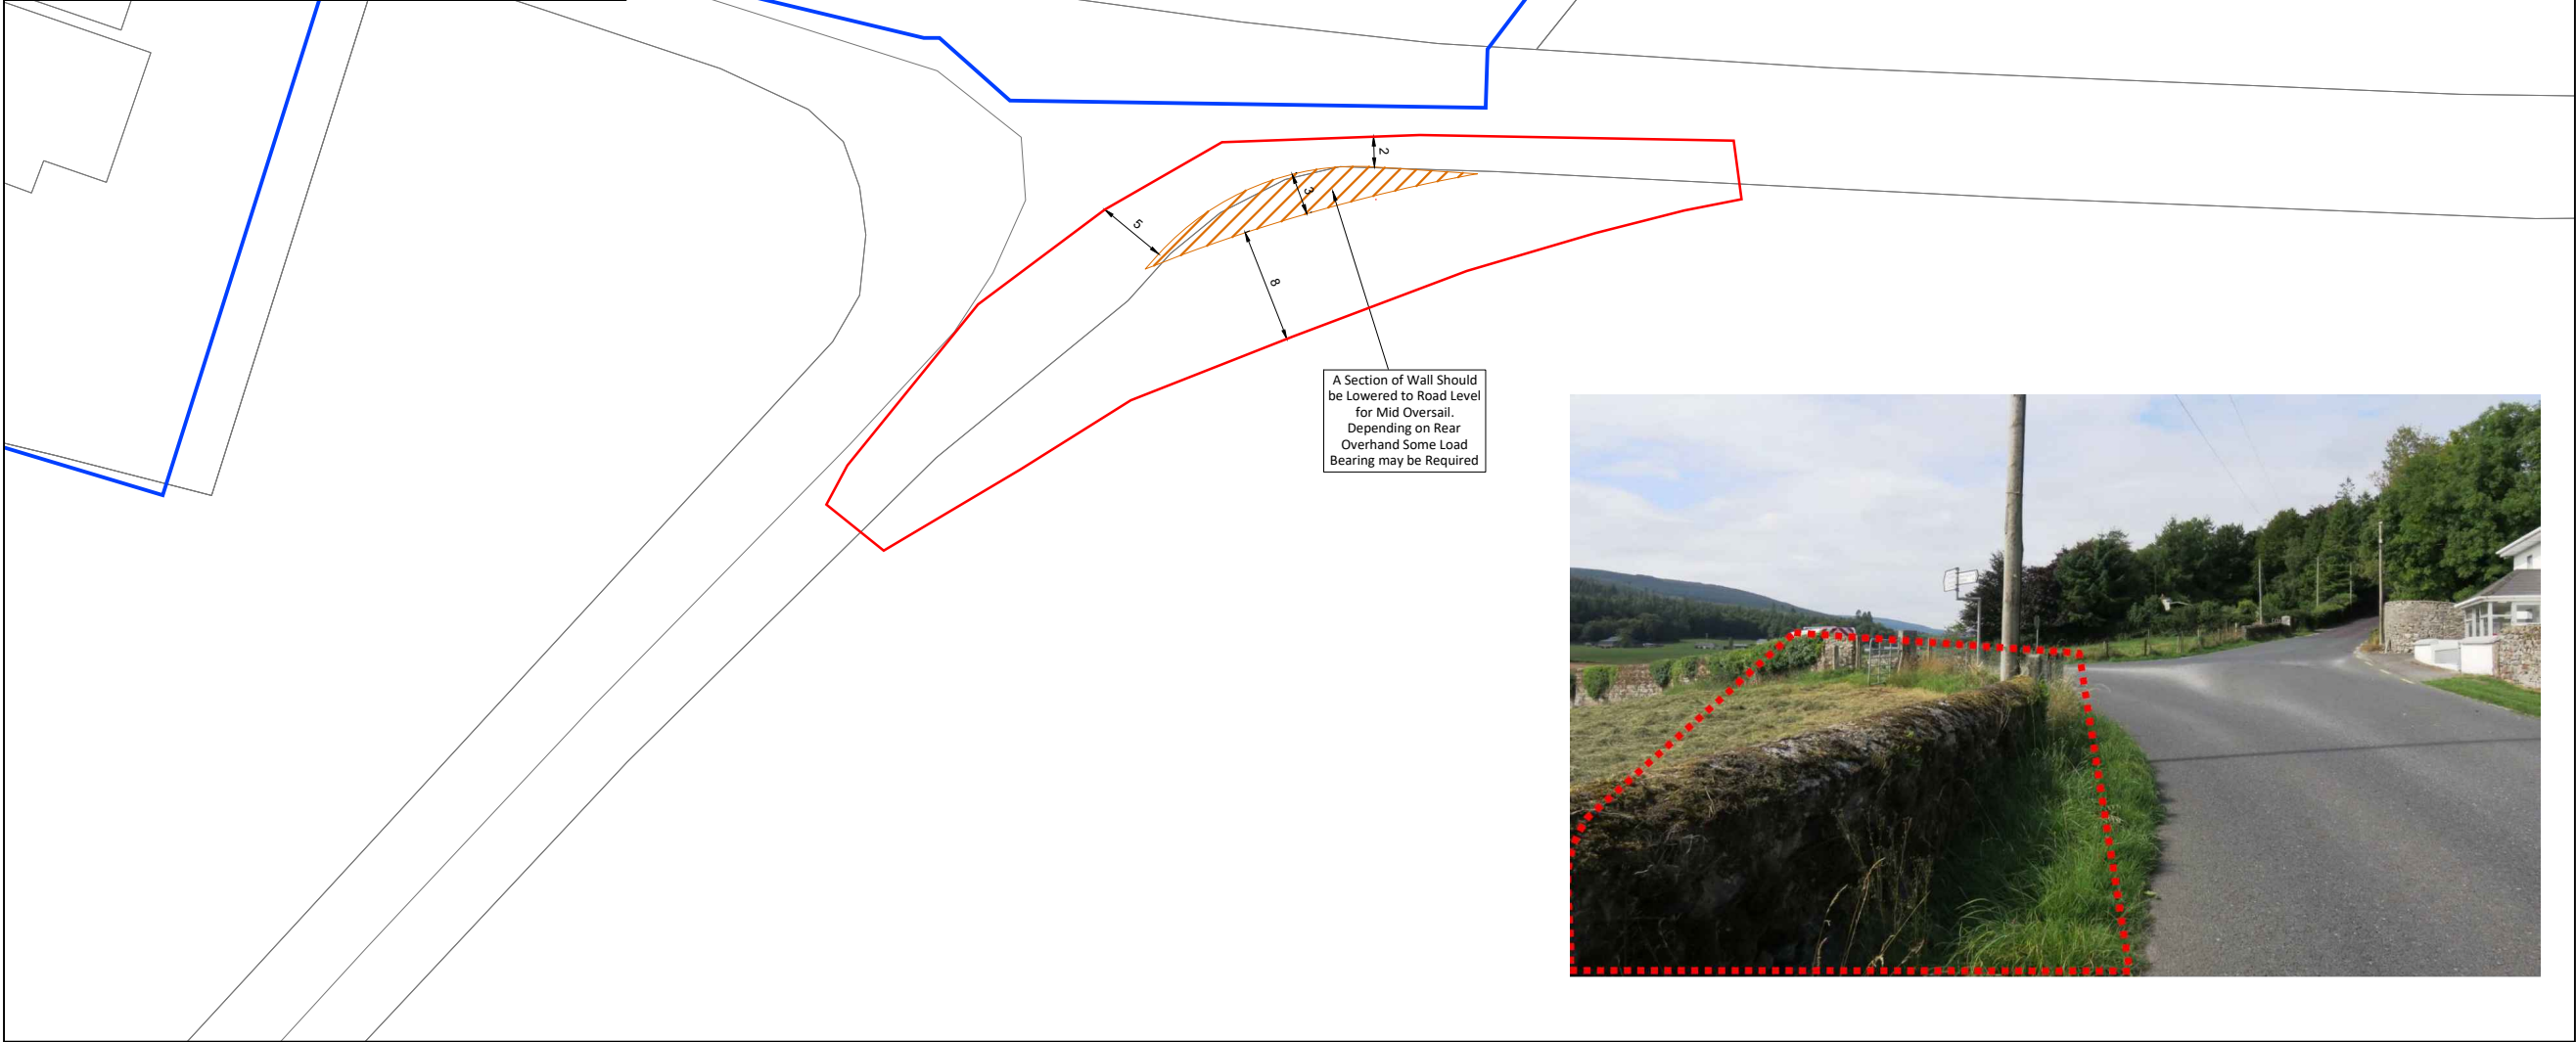 2
3
5
8
A Section of Wall Should
be Lowered to Road Level
for Mid Oversail.
Depending on Rear
Overhand Some Load
Bearing may be Required